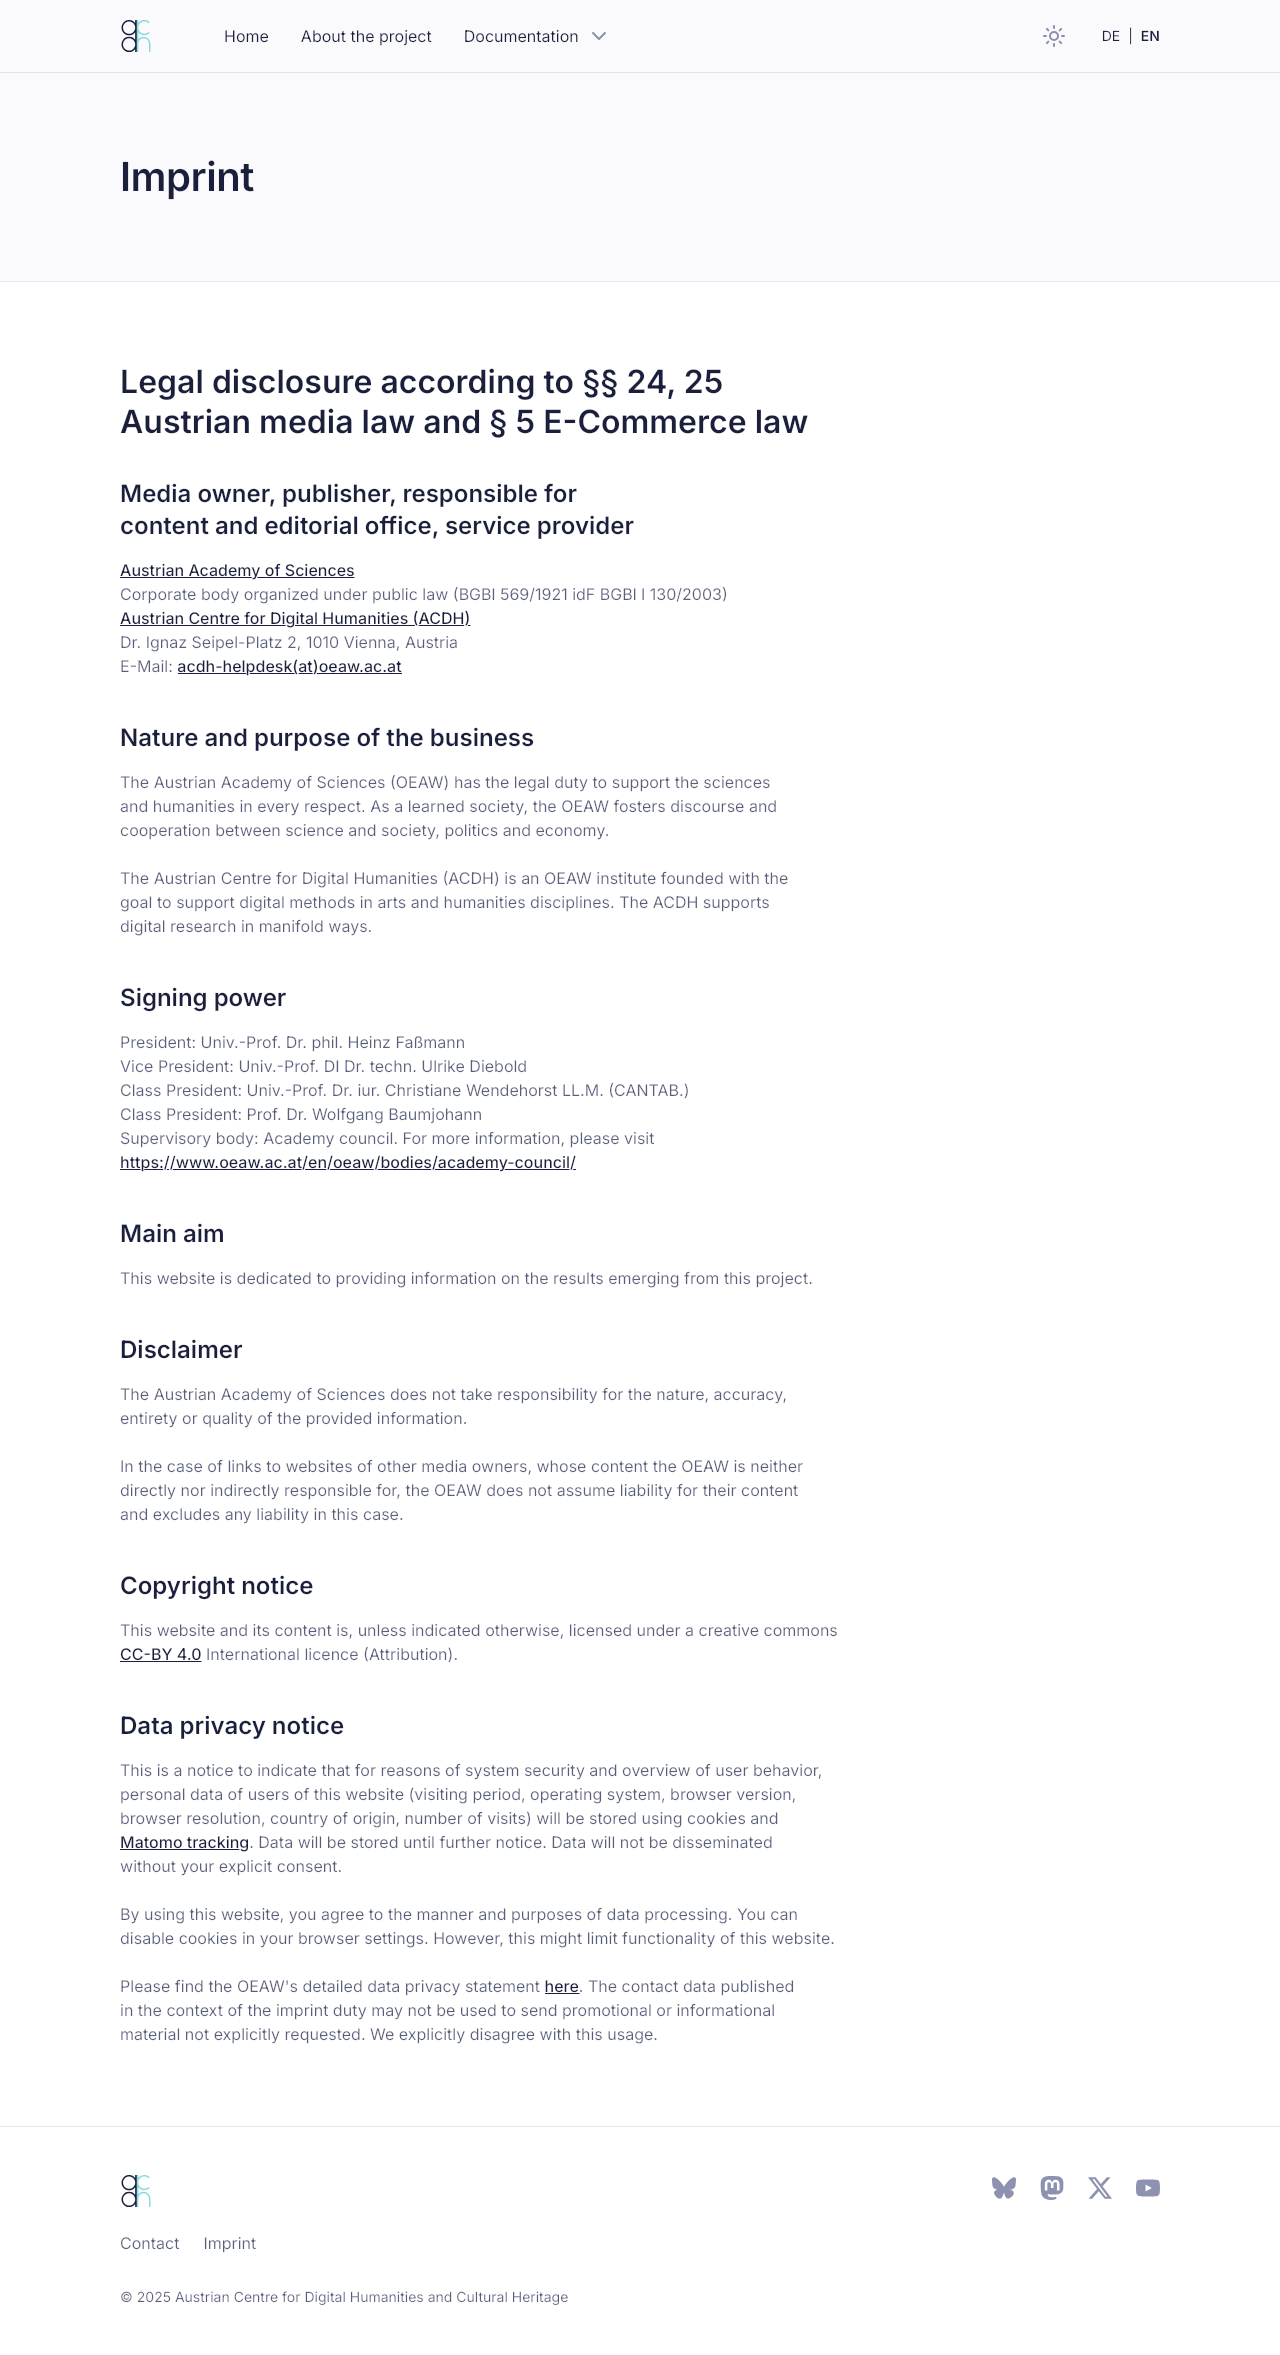 Home
About the project
Documentation
DE | EN
Imprint
Legal disclosure according to §§ 24, 25
Austrian media law and § 5 E-Commerce law
Media owner, publisher, responsible for
content and editorial office, service provider
Austrian Academy of Sciences
Corporate body organized under public law (BGBI 569/1921 idF BGBI I 130/2003)
Austrian Centre for Digital Humanities (ACDH)
Dr. Ignaz Seipel-Platz 2, 1010 Vienna, Austria
E-Mail: acdh-helpdesk(at)oeaw.ac.at
Nature and purpose of the business
The Austrian Academy of Sciences (OEAW) has the legal duty to support the sciences
and humanities in every respect. As a learned society, the OEAW fosters discourse and
cooperation between science and society, politics and economy.
The Austrian Centre for Digital Humanities (ACDH) is an OEAW institute founded with the
goal to support digital methods in arts and humanities disciplines. The ACDH supports
digital research in manifold ways.
Signing power
President: Univ.-Prof. Dr. phil. Heinz Faßmann
Vice President: Univ.-Prof. DI Dr. techn. Ulrike Diebold
Class President: Univ.-Prof. Dr. iur. Christiane Wendehorst LL.M. (CANTAB.)
Class President: Prof. Dr. Wolfgang Baumjohann
Supervisory body: Academy council. For more information, please visit
https://www.oeaw.ac.at/en/oeaw/bodies/academy-council/
Main aim
This website is dedicated to providing information on the results emerging from this project.
Disclaimer
The Austrian Academy of Sciences does not take responsibility for the nature, accuracy,
entirety or quality of the provided information.
In the case of links to websites of other media owners, whose content the OEAW is neither
directly nor indirectly responsible for, the OEAW does not assume liability for their content
and excludes any liability in this case.
Copyright notice
This website and its content is, unless indicated otherwise, licensed under a creative commons
CC-BY 4.0 International licence (Attribution).
Data privacy notice
This is a notice to indicate that for reasons of system security and overview of user behavior,
personal data of users of this website (visiting period, operating system, browser version,
browser resolution, country of origin, number of visits) will be stored using cookies and
Matomo tracking. Data will be stored until further notice. Data will not be disseminated
without your explicit consent.
By using this website, you agree to the manner and purposes of data processing. You can
disable cookies in your browser settings. However, this might limit functionality of this website.
Please find the OEAW's detailed data privacy statement here. The contact data published
in the context of the imprint duty may not be used to send promotional or informational
material not explicitly requested. We explicitly disagree with this usage.
Contact
Imprint
© 2025 Austrian Centre for Digital Humanities and Cultural Heritage